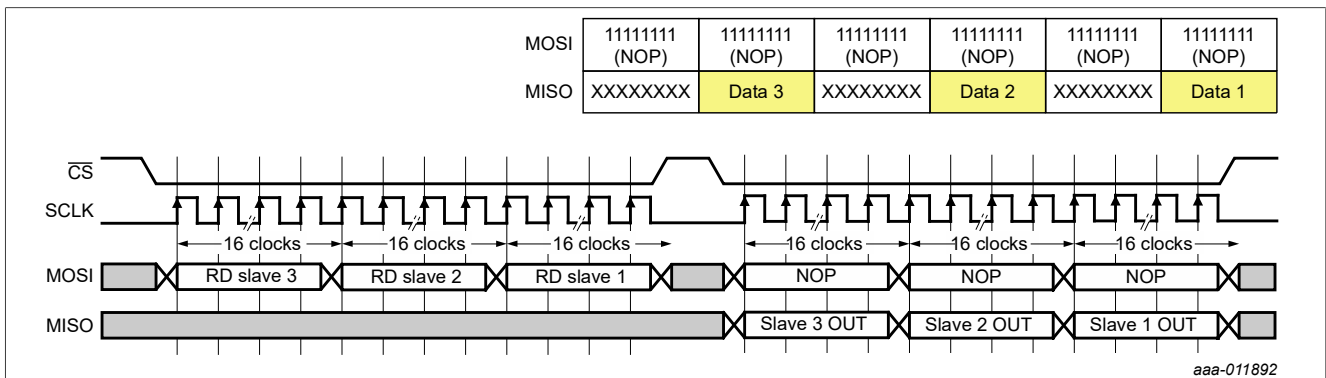 MOSI 11111111 11111111 11111111 11111111 11111111 11111111
(NOP) (NOP) (NOP) (NOP) (NOP) (NOP)
MISO XXXXXXXX Data 3 XXXXXXXX Data 2 XXXXXXXX Data 1
CS
SCLK
16 clocks 16 clocks 16 clocks 16 clocks 16 clocks 16 clocks
MOSI RD slave 3 RD slave 2 RD slave 1 NOP NOP NOP
MISO Slave 3 OUT Slave 2 OUT Slave 1 OUT
aaa-011892